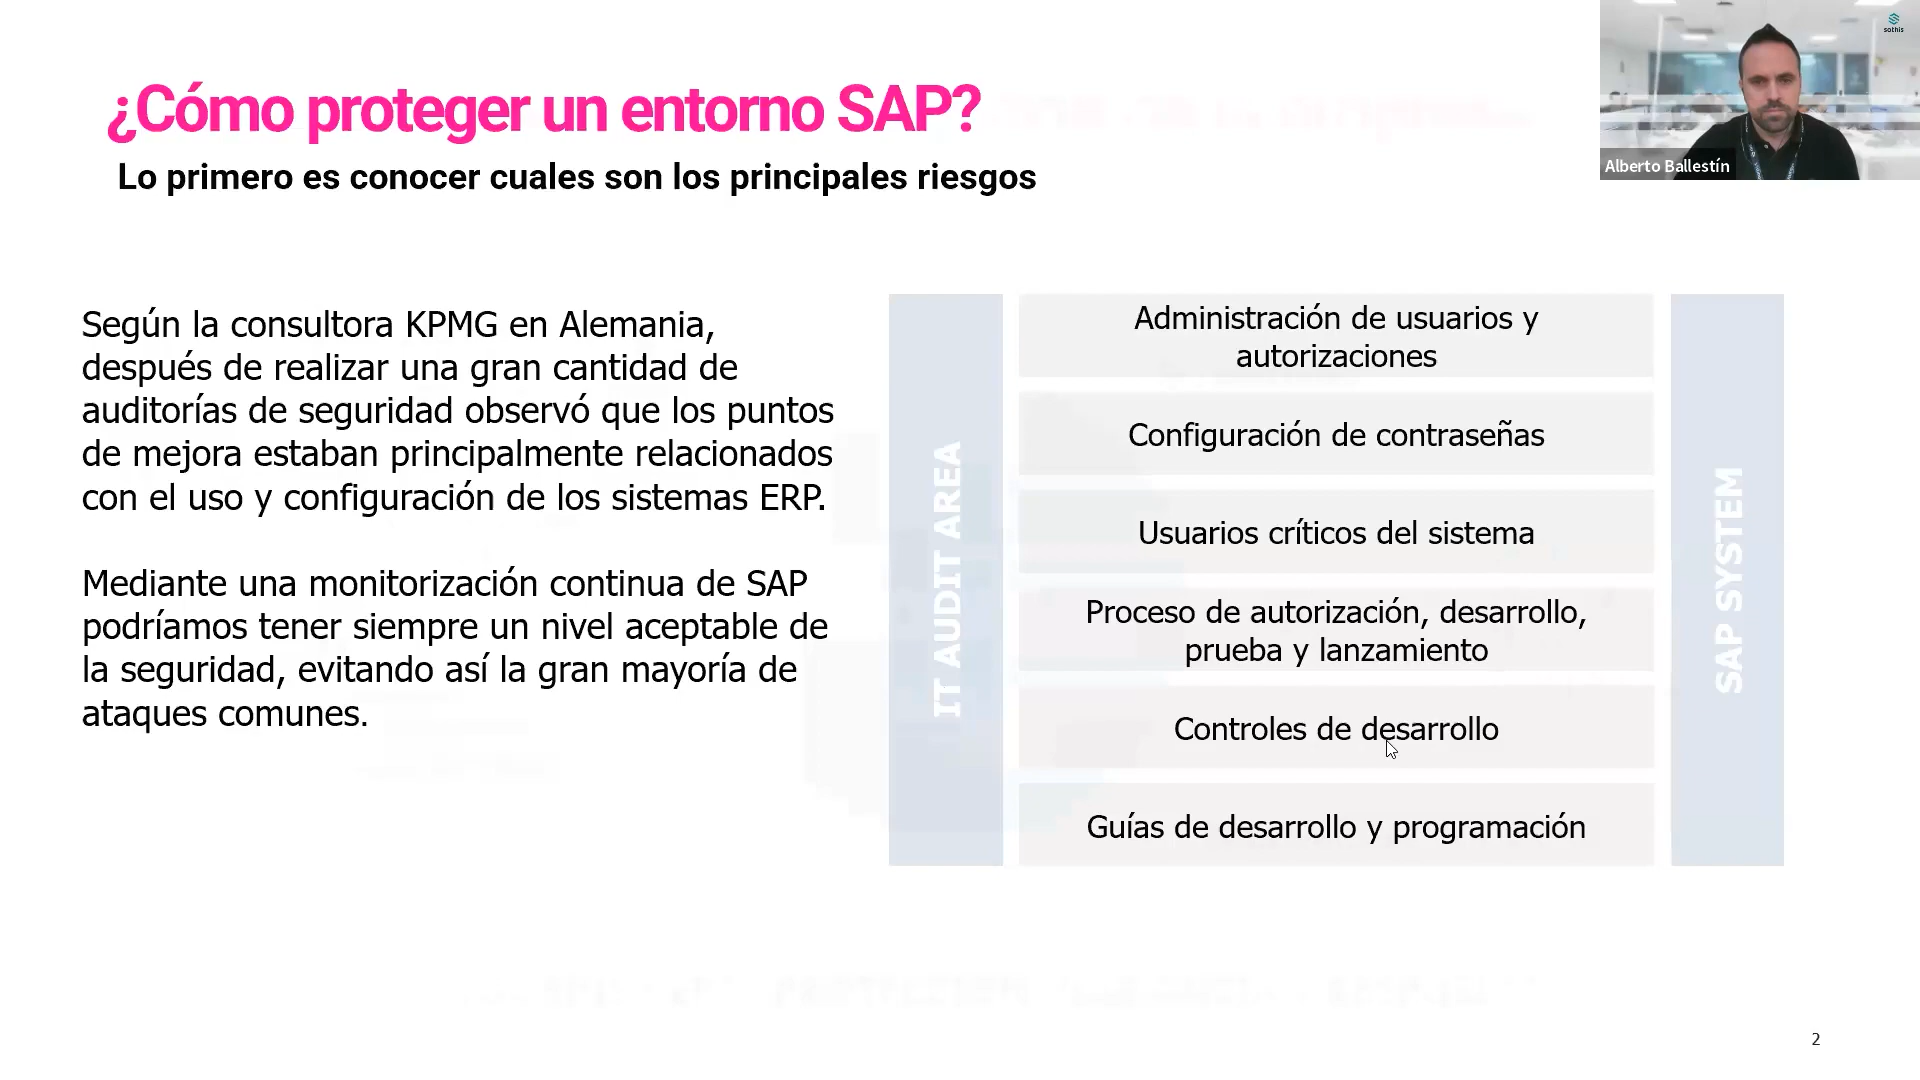 ¿Cómo proteger un entorno SAP?
Lo primero es conocer cuales son los principales riesgos
sothis
Alberto Ballestín
Según la consultora KPMG en Alemania,
después de realizar una gran cantidad de
auditorías de seguridad observó que los puntos
de mejora estaban principalmente relacionados
con el uso y configuración de los sistemas ERP.
Mediante una monitorización continua de SAP
podríamos tener siempre un nivel aceptable de
la seguridad, evitando así la gran mayoría de
ataques comunes.
IT AUDIT AREA
Administración de usuarios y
autorizaciones
Configuración de contraseñas
Usuarios críticos del sistema
Proceso de autorización, desarrollo,
prueba y lanzamiento
Controles de desarrollo
Guías de desarrollo y programación
SAP SYSTEM
2